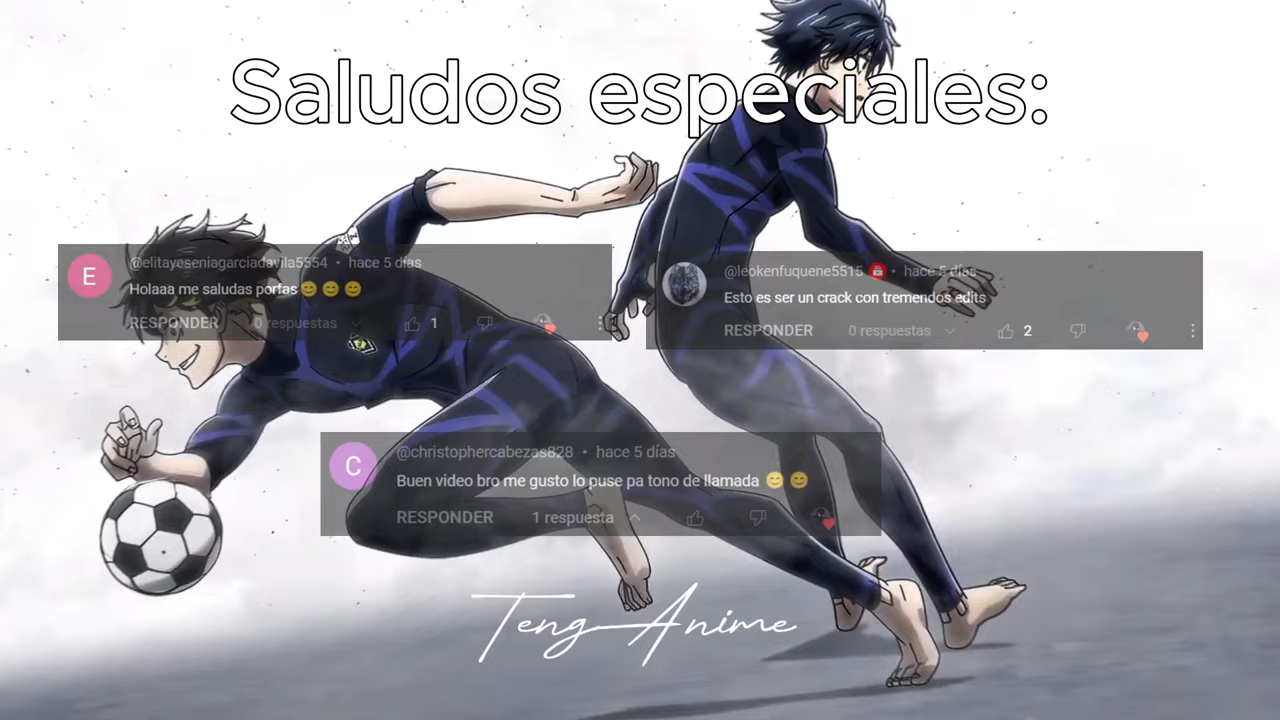 Saludos especiales:
E
@elitayeseniagarciadavila5554 • hace 5 días
Holaaa me saludas porfas 😊 😊 😊
RESPONDER 0 respuestas 1
@leokenfuquene5515 • hace 5 días
Esto es ser un crack con tremendos edits
RESPONDER 0 respuestas 2
C
@christophercabezas828 • hace 5 días
Buen video bro me gusto lo puse pa tono de llamada 😊 😊
RESPONDER 1 respuesta
Teng Anime